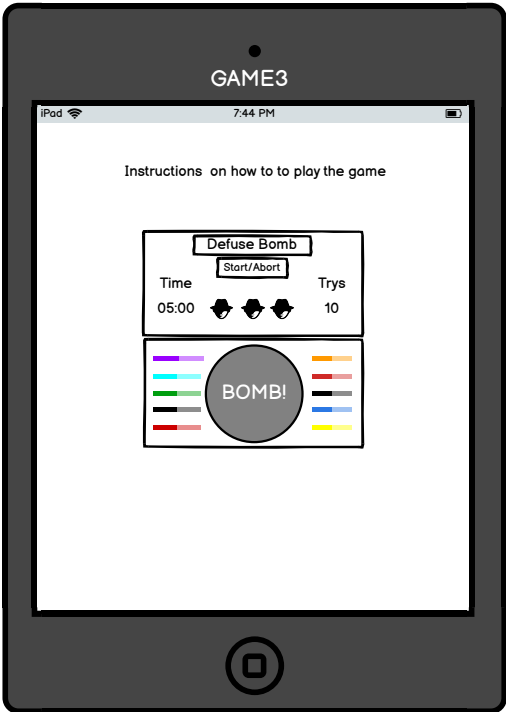 GAME3
iPad 7:44 PM
Instructions on how to to play the game
Defuse Bomb
Start/Abort
Time Trys
05:00 10
BOMB!